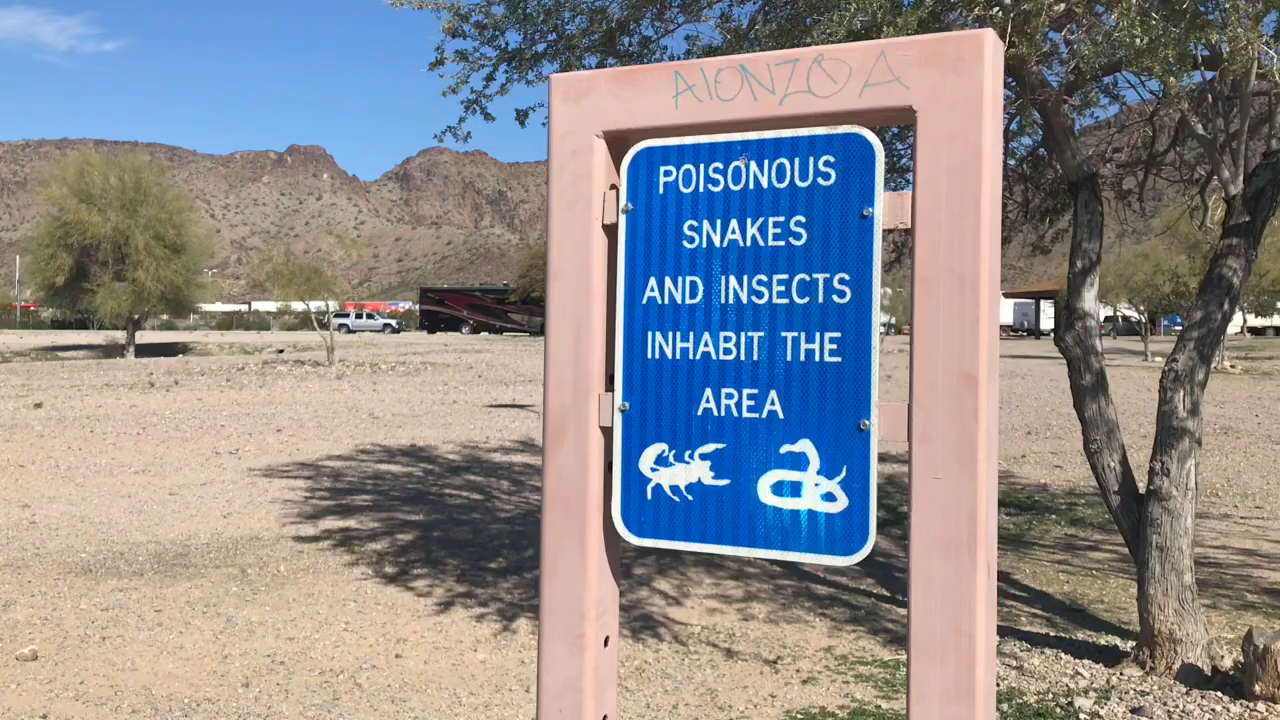 AlONZO A
POISONOUS
SNAKES
AND INSECTS
INHABIT THE
AREA